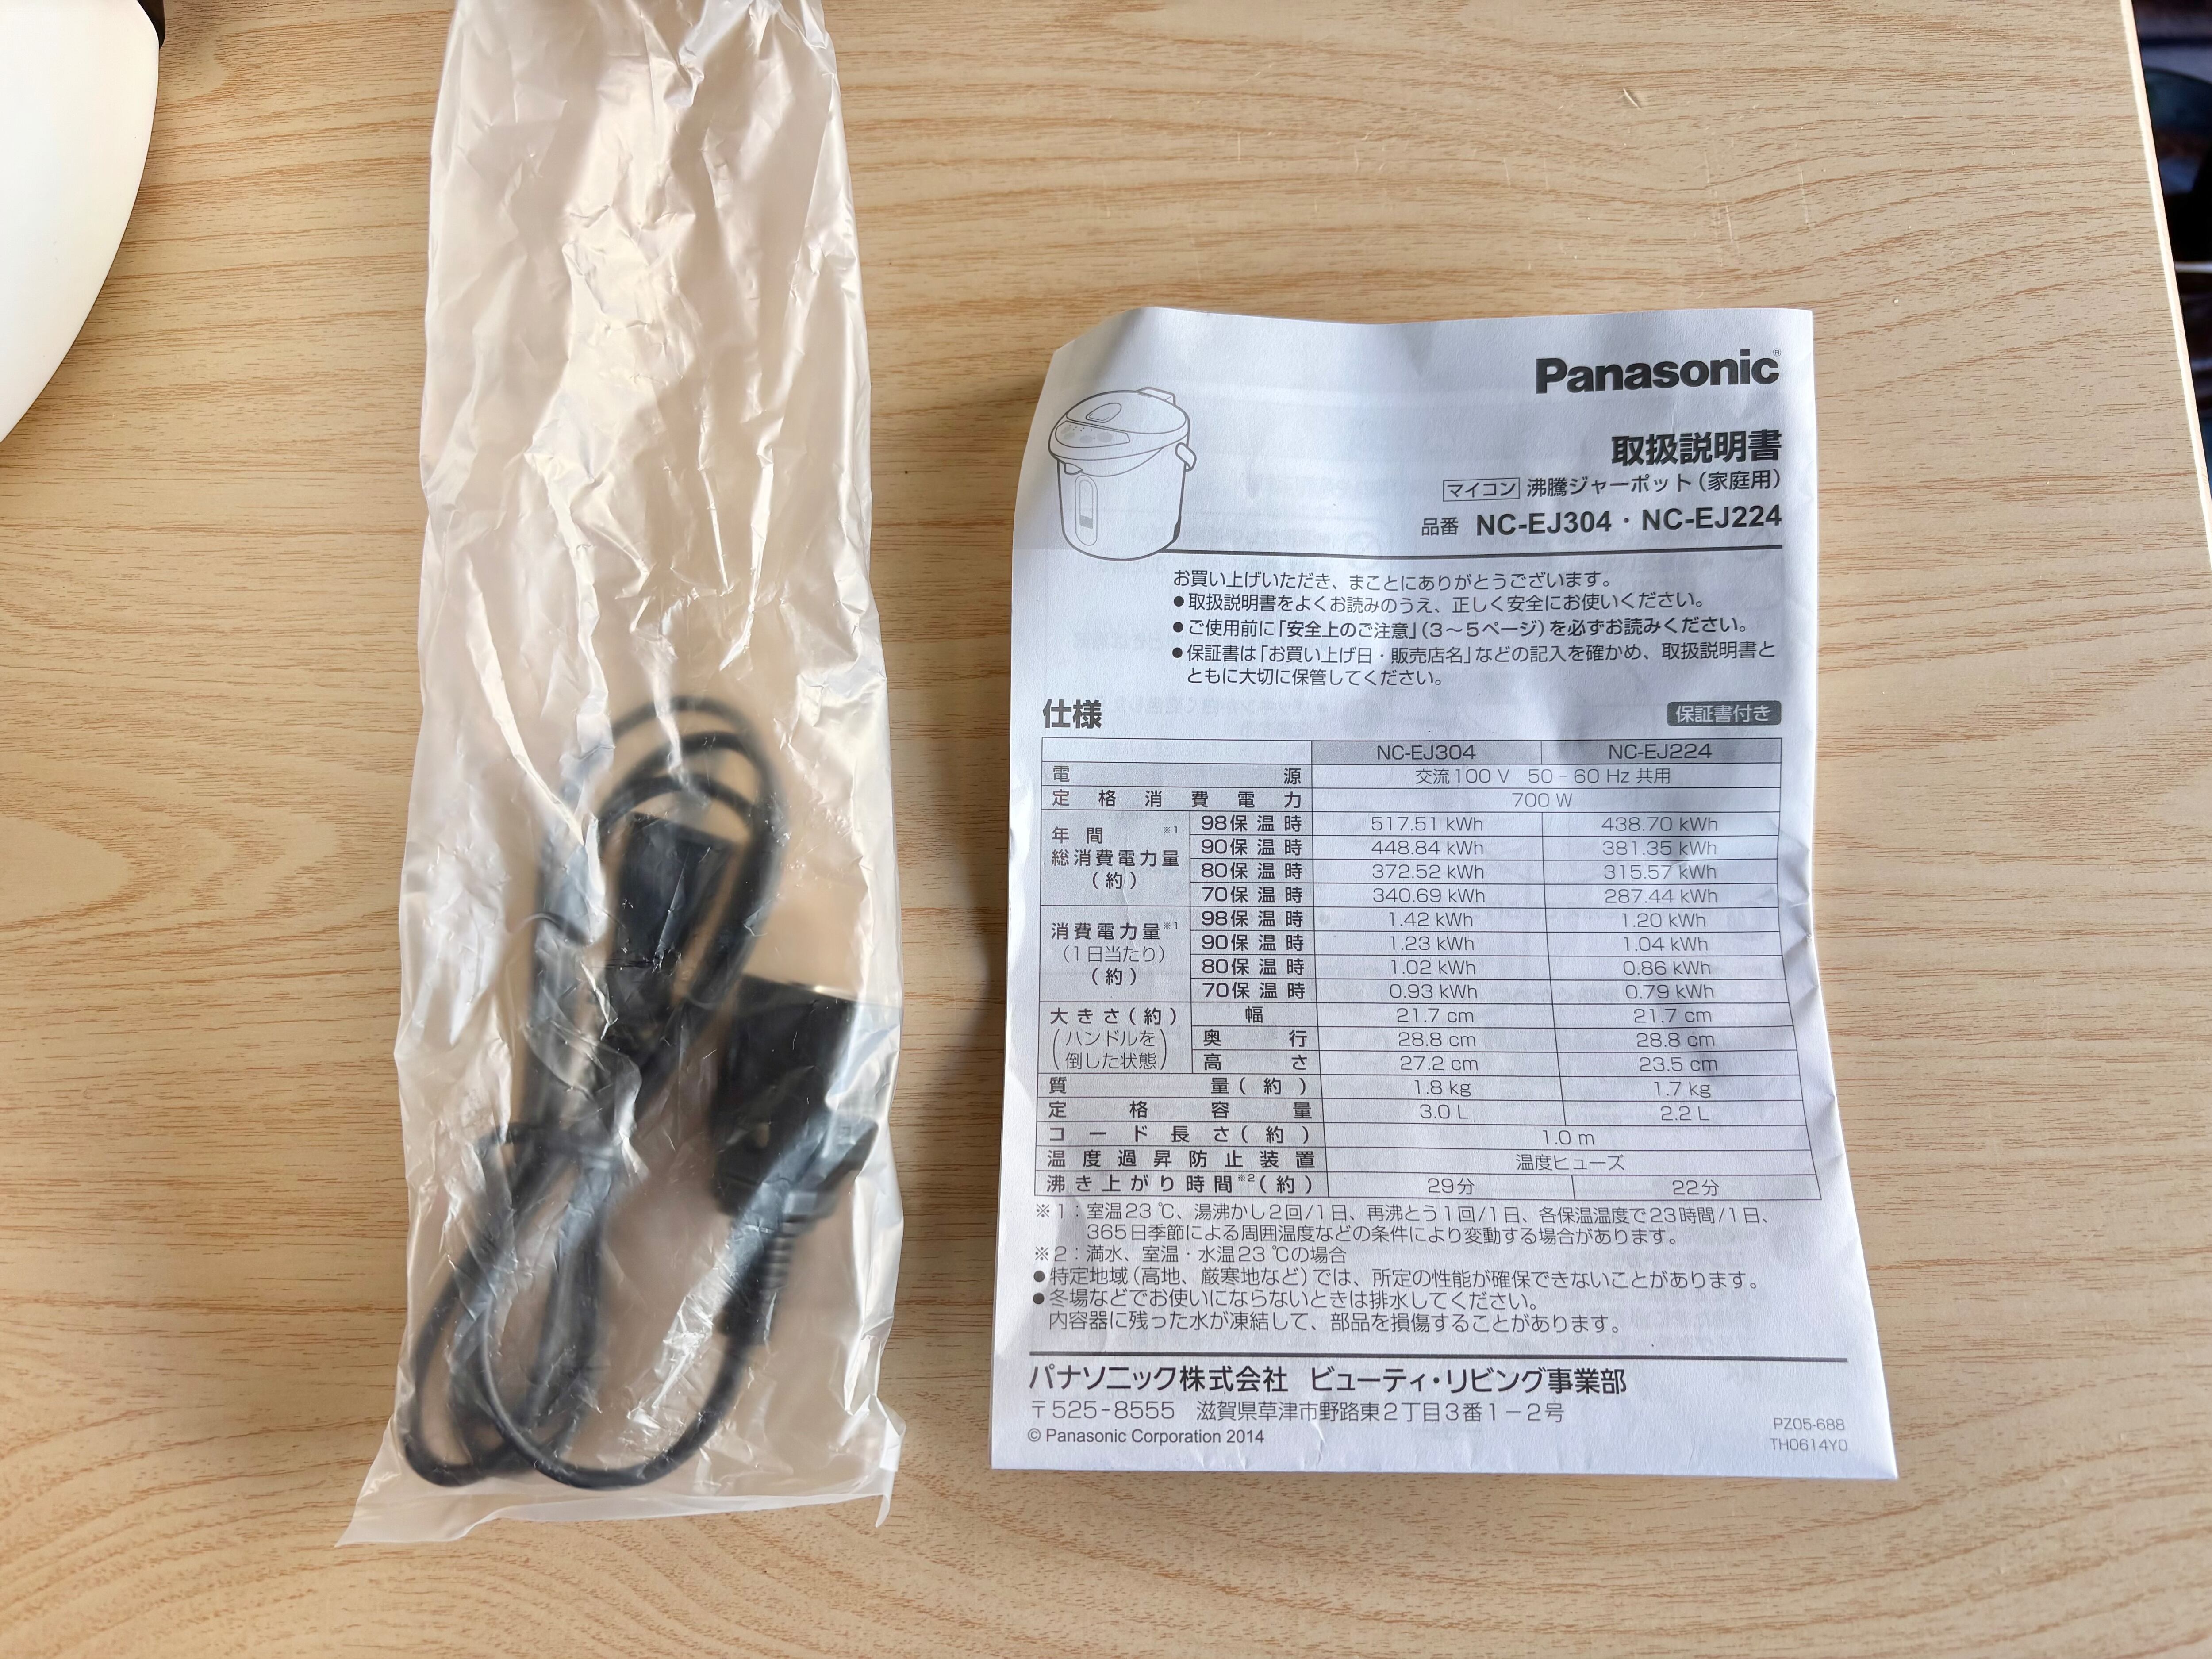 Panasonic®
取扱説明書
マイコン 沸騰ジャーポット(家庭用)
品番 NC-EJ304・NC-EJ224
お買い上げいただき、まことにありがとうございます。
●取扱説明書をよくお読みのうえ、正しく安全にお使いください。
●ご使用前に「安全上のご注意」(3～5ページ)を必ずお読みください。
●保証書は「お買い上げ日・販売店名」などの記入を確かめ、取扱説明書と
ともに大切に保管してください。
仕様 保証書付き
NC-EJ304 NC-EJ224
電源 交流100 V 50 - 60 Hz 共用
定格消費電力 700 W
年間※1 総消費電力量(約) 98保温時 517.51 kWh 438.70 kWh
90保温時 448.84 kWh 381.35 kWh
80保温時 372.52 kWh 315.57 kWh
70保温時 340.69 kWh 287.44 kWh
消費電力量※1(1日当たり)(約) 98保温時 1.42 kWh 1.20 kWh
90保温時 1.23 kWh 1.04 kWh
80保温時 1.02 kWh 0.86 kWh
70保温時 0.93 kWh 0.79 kWh
大きさ(約)(ハンドルを倒した状態) 幅 21.7 cm 21.7 cm
奥行 28.8 cm 28.8 cm
高さ 27.2 cm 23.5 cm
質量(約) 1.8 kg 1.7 kg
定格容量 3.0 L 2.2 L
コード長さ(約) 1.0 m
温度過昇防止装置 温度ヒューズ
沸き上がり時間※2(約) 29分 22分
※1:室温23 ℃、湯沸かし2回/1日、再沸とう1回/1日、各保温温度で23時間/1日、
365日季節による周囲温度などの条件により変動する場合があります。
※2:満水、室温・水温23 ℃の場合
●特定地域(高地、厳寒地など)では、所定の性能が確保できないことがあります。
●冬場などでお使いにならないときは排水してください。
内容器に残った水が凍結して、部品を損傷することがあります。
パナソニック株式会社 ビューティ・リビング事業部
〒525-8555 滋賀県草津市野路東2丁目3番1-2号
© Panasonic Corporation 2014
PZ05-688
TH0614Y0